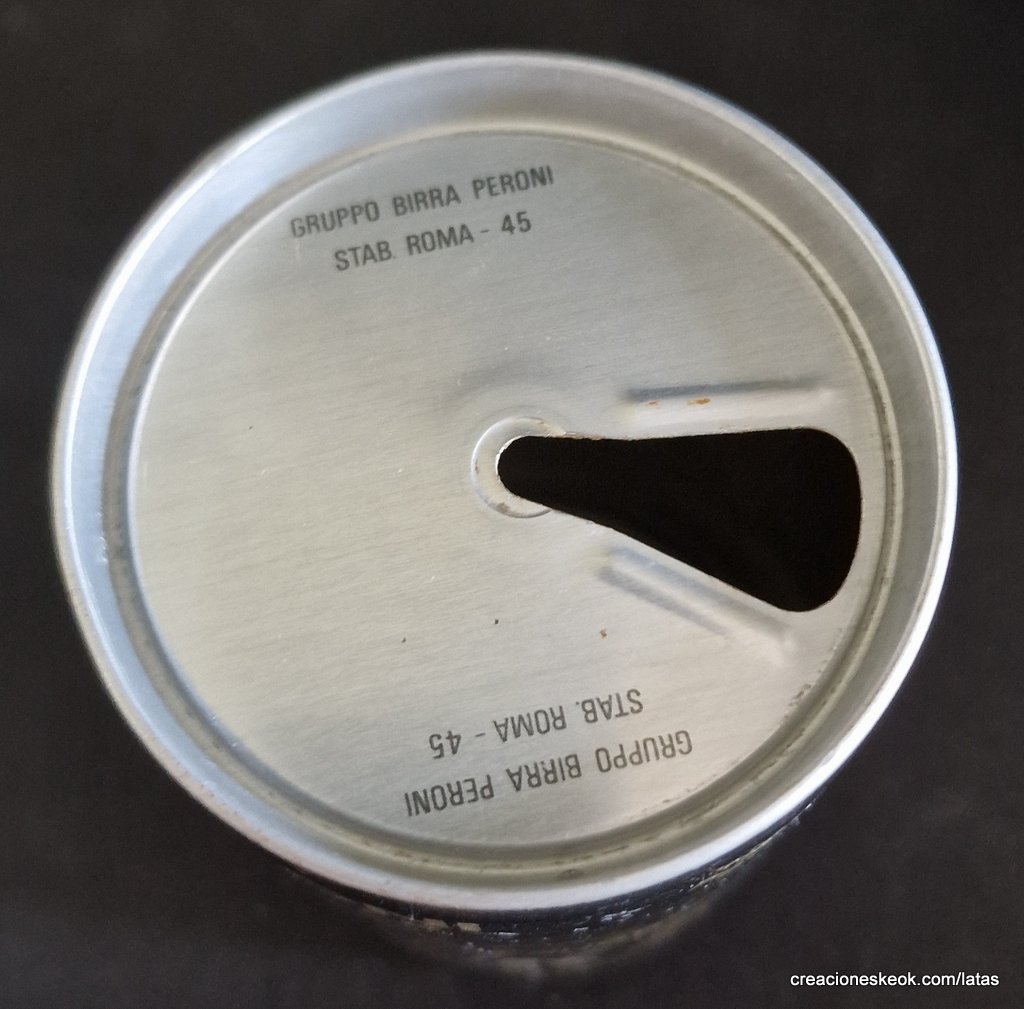 GRUPPO BIRRA PERONI
STAB. ROMA - 45
GRUPPO BIRRA PERONI
STAB. ROMA - 45
creacioneskeok.com/latas